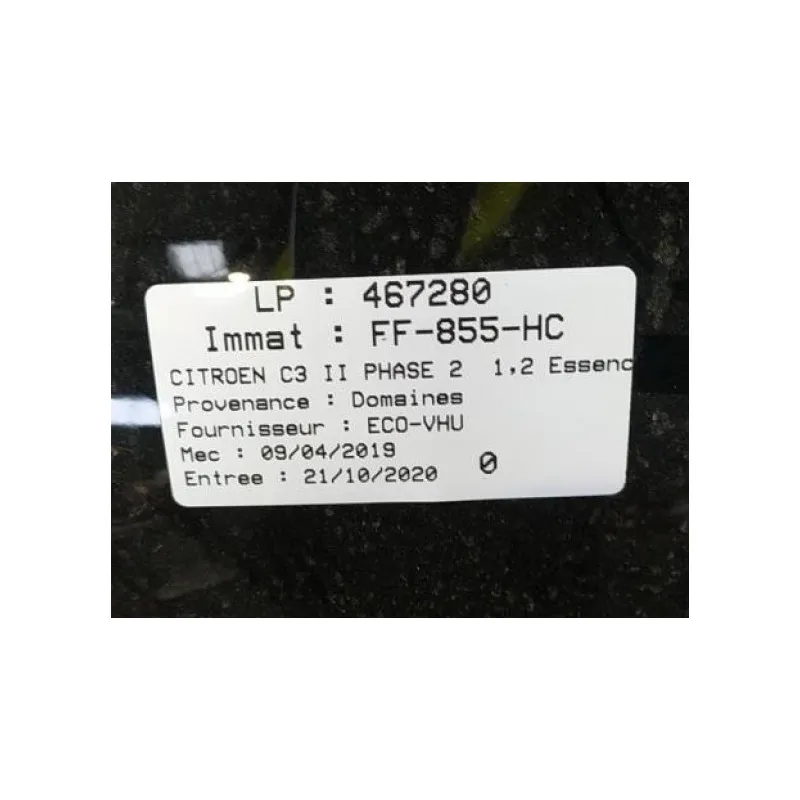 LP : 467280
Immat : FF-855-HC
CITROEN C3 II PHASE 2 1,2 Essenc
Provenance : Domaines
Fournisseur : ECO-VHU
Mec : 09/04/2019
Entree : 21/10/2020 0